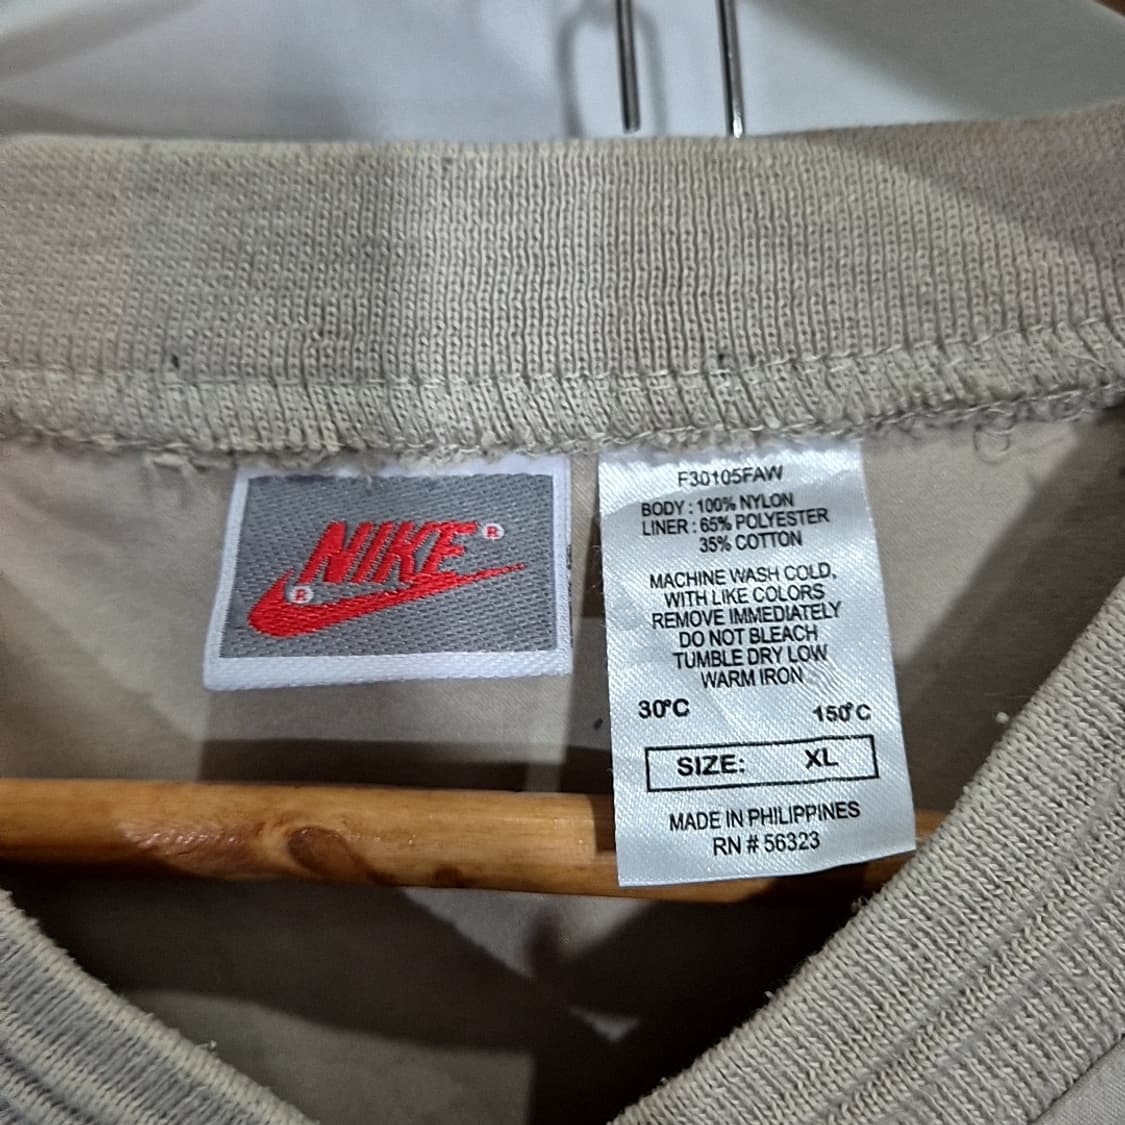 NIKE®
®
F30105FAW
BODY : 100% NYLON
LINER : 65% POLYESTER
35% COTTON
MACHINE WASH COLD,
WITH LIKE COLORS
REMOVE IMMEDIATELY
DO NOT BLEACH
TUMBLE DRY LOW
WARM IRON
30°C 150°C
SIZE: XL
MADE IN PHILIPPINES
RN # 56323